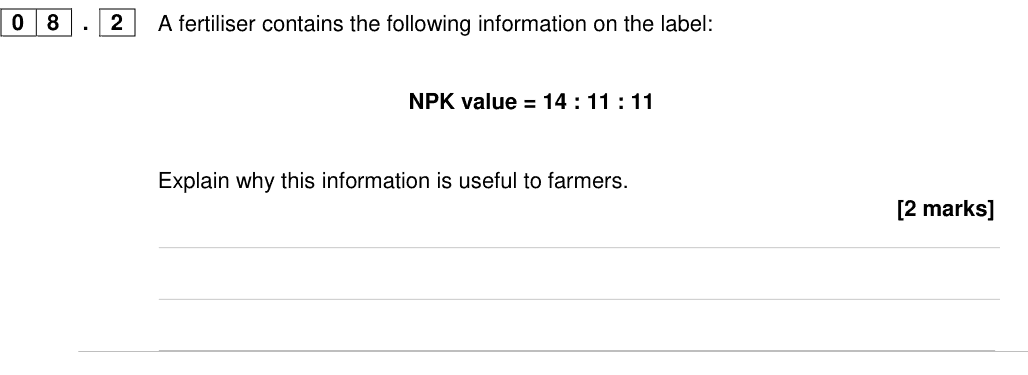 0 8 . 2 A fertiliser contains the following information on the label:
NPK value = 14 : 11 : 11
Explain why this information is useful to farmers.
[2 marks]